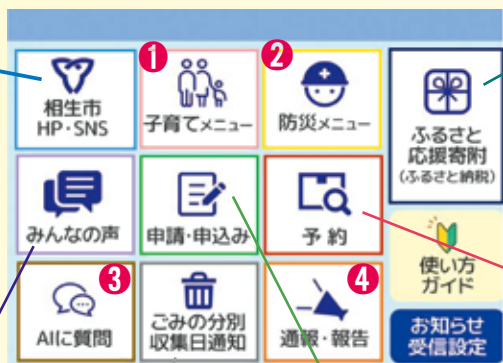 ❶
❷
相生市
HP・SNS
子育てメニュー
防災メニュー
ふるさと
応援寄附
(ふるさと納税)
みんなの声
申請・申込み
予約
使い方
ガイド
❸
❹
AIに質問
ごみの分別
収集日通知
通報・報告
お知らせ
受信設定